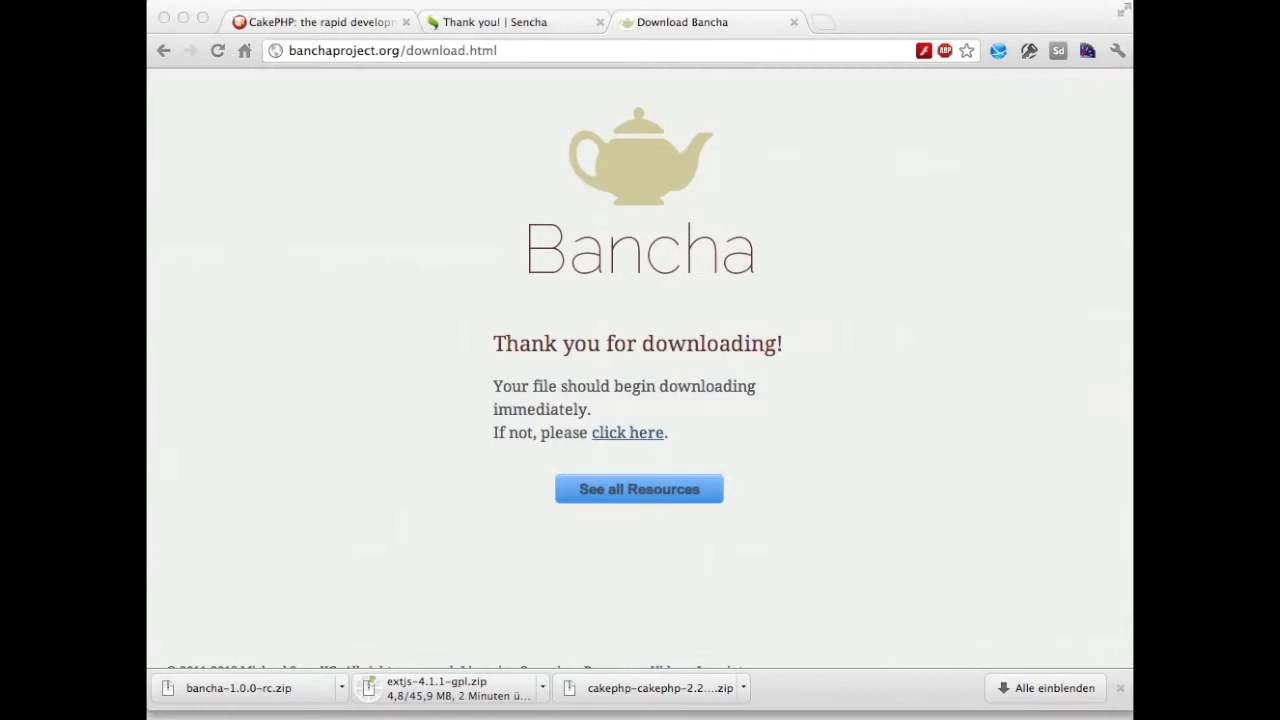 CakePHP: the rapid developm
Thank you! | Sencha
Download Bancha
banchaproject.org/download.html
ABP
Sd
Bancha
Thank you for downloading!
Your file should begin downloading
immediately.
If not, please click here.
See all Resources
bancha-1.0.0-rc.zip
extjs-4.1.1-gpl.zip
4,8/45,9 MB, 2 Minuten ü...
cakephp-cakephp-2.2....zip
Alle einblenden